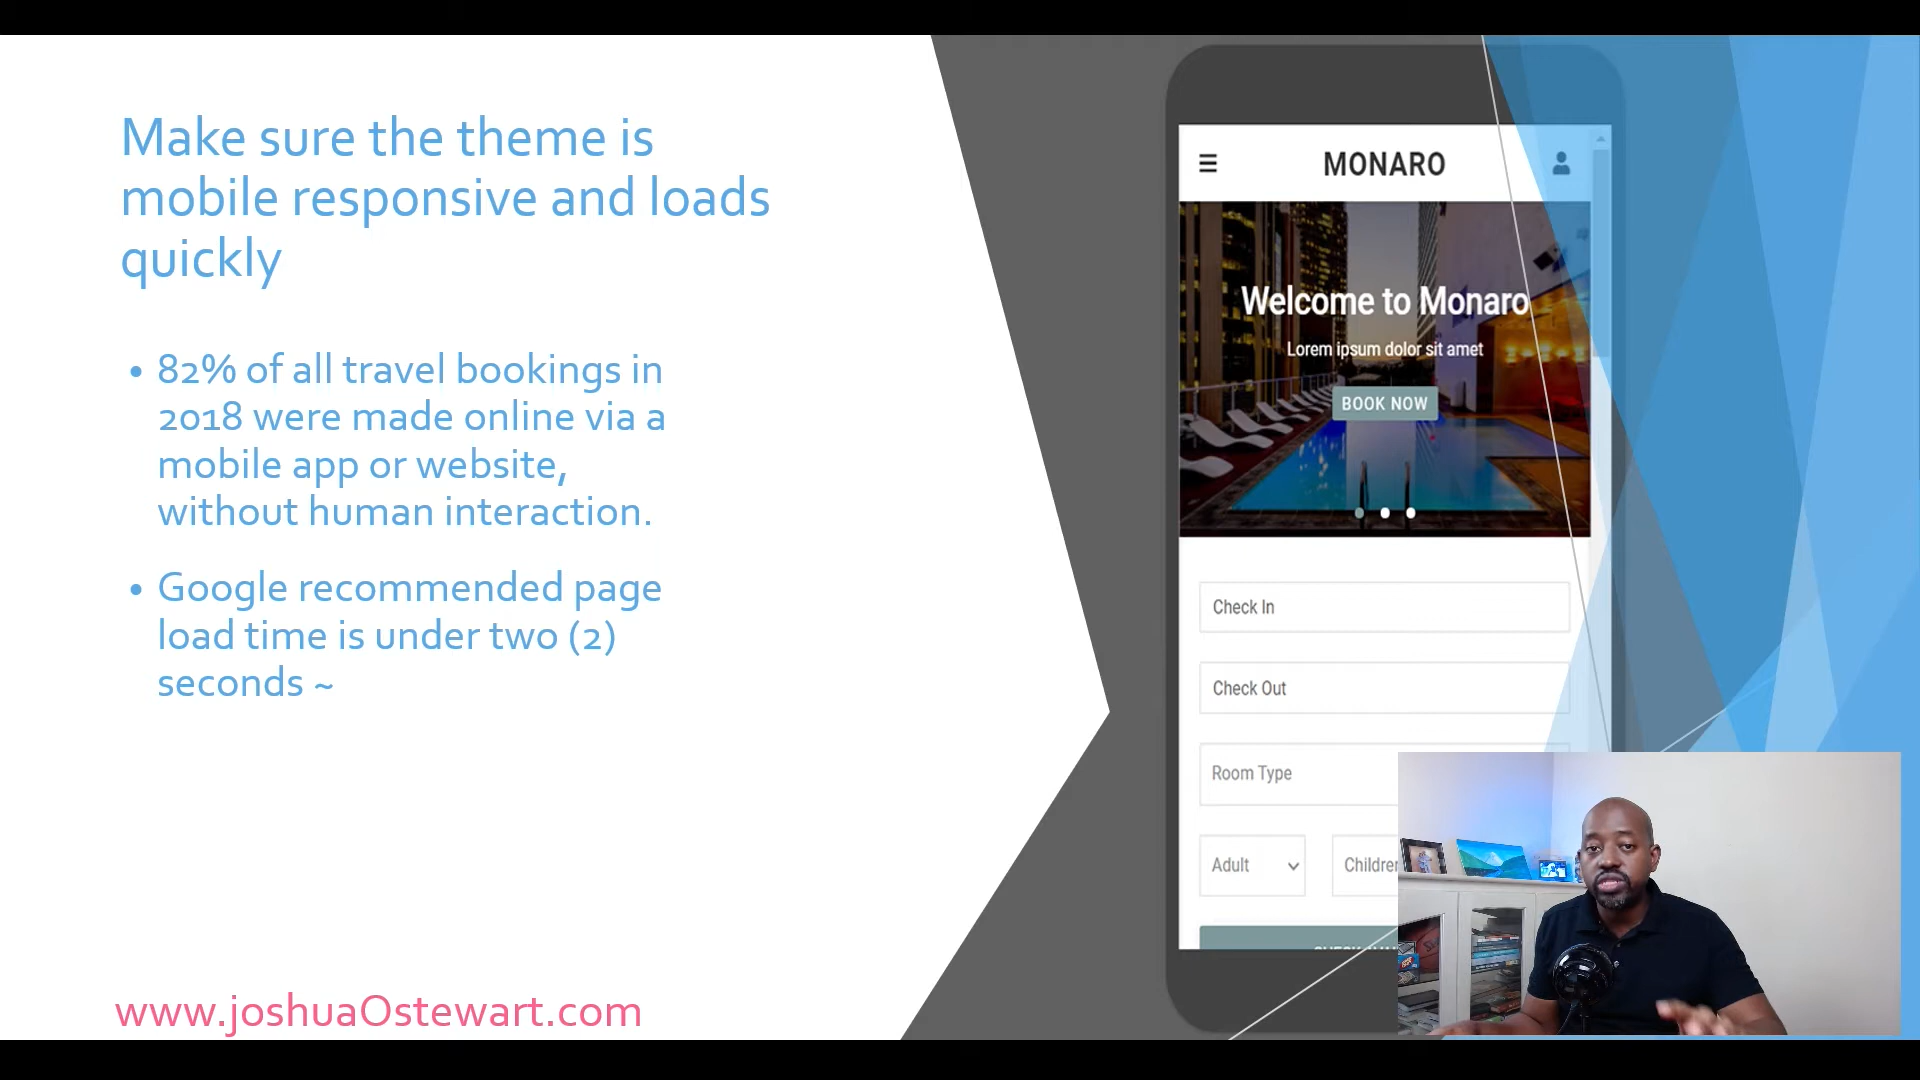 Make sure the theme is
mobile responsive and loads
quickly
• 82% of all travel bookings in
2018 were made online via a
mobile app or website,
without human interaction.
• Google recommended page
load time is under two (2)
seconds ~
www.joshuaOstewart.com
MONARO
Welcome to Monaro
Lorem ipsum dolor sit amet
BOOK NOW
Check In
Check Out
Room Type
Adult